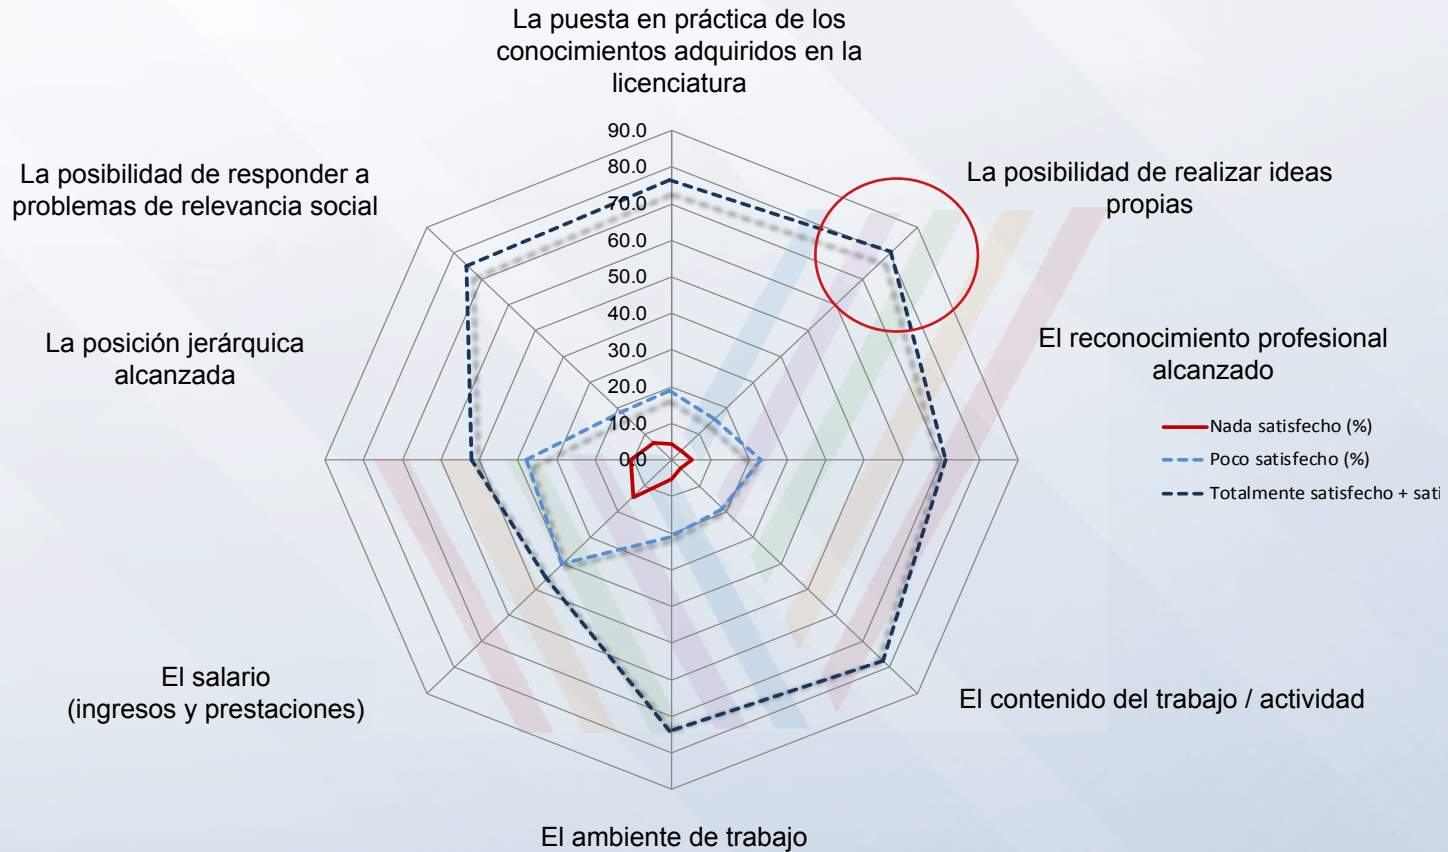 La puesta en práctica de los
conocimientos adquiridos en la
licenciatura
La posibilidad de realizar ideas
propias
El reconocimiento profesional
alcanzado
El contenido del trabajo / actividad
El ambiente de trabajo
El salario
(ingresos y prestaciones)
La posición jerárquica
alcanzada
La posibilidad de responder a
problemas de relevancia social
90.0
80.0
70.0
60.0
50.0
40.0
30.0
20.0
10.0
0.0
Nada satisfecho (%)
Poco satisfecho (%)
Totalmente satisfecho + sati